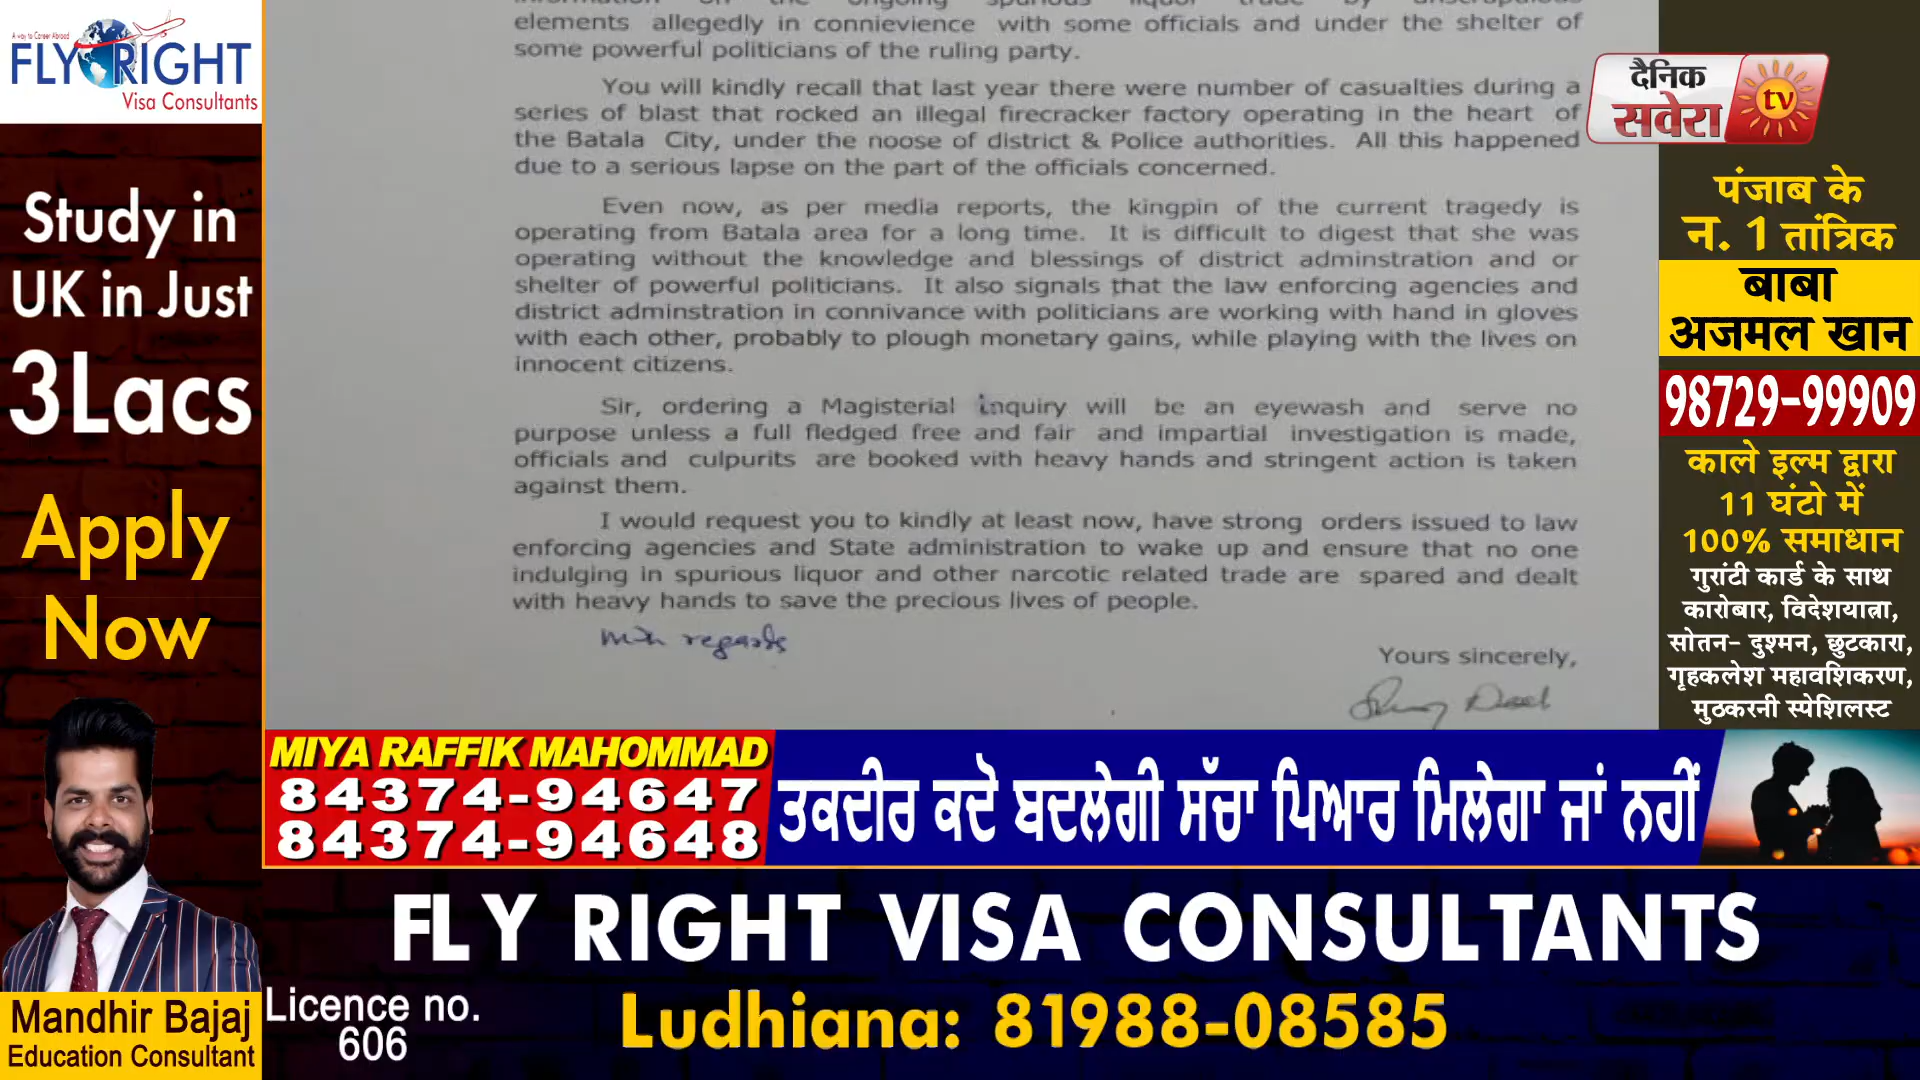 A way to Career Abroad
FLY RIGHT
Visa Consultants
Study in
UK in Just
3Lacs
Apply
Now
Mandhir Bajaj
Education Consultant
information on the ongoing spurious liquor trade by unscrupulous
elements allegedly in connievience with some officials and under the shelter of
some powerful politicians of the ruling party.
You will kindly recall that last year there were number of casualties during a
series of blast that rocked an illegal firecracker factory operating in the heart of
the Batala City, under the noose of district & Police authorities. All this happened
due to a serious lapse on the part of the officials concerned.
Even now, as per media reports, the kingpin of the current tragedy is
operating from Batala area for a long time. It is difficult to digest that she was
operating without the knowledge and blessings of district adminstration and or
shelter of powerful politicians. It also signals that the law enforcing agencies and
district adminstration in connivance with politicians are working with hand in gloves
with each other, probably to plough monetary gains, while playing with the lives on
innocent citizens.
Sir, ordering a Magisterial inquiry will be an eyewash and serve no
purpose unless a full fledged free and fair and impartial investigation is made,
officials and culpurits are booked with heavy hands and stringent action is taken
against them.
I would request you to kindly at least now, have strong orders issued to law
enforcing agencies and State administration to wake up and ensure that no one
indulging in spurious liquor and other narcotic related trade are spared and dealt
with heavy hands to save the precious lives of people.
With regards
Yours sincerely,
दैनिक
सवेरा
tv
पंजाब के
न. 1 तांत्रिक
बाबा
अजमल खान
98729-99909
काले इल्म द्वारा
11 घंटो में
100% समाधान
गुरांटी कार्ड के साथ
कारोबार, विदेशयात्रा,
सोतन- दुश्मन, छुटकारा,
गृहकलेश महावशिकरण,
मुठकरनी स्पेशिलस्ट
MIYA RAFFIK MAHOMMAD
84374-94647
84374-94648
ਤਕਦੀਰ ਕਦੋ ਬਦਲੇਗੀ ਸੱਚਾ ਪਿਆਰ ਮਿਲੇਗਾ ਜਾਂ ਨਹੀਂ
FLY RIGHT VISA CONSULTANTS
Licence no.
606
Ludhiana: 81988-08585